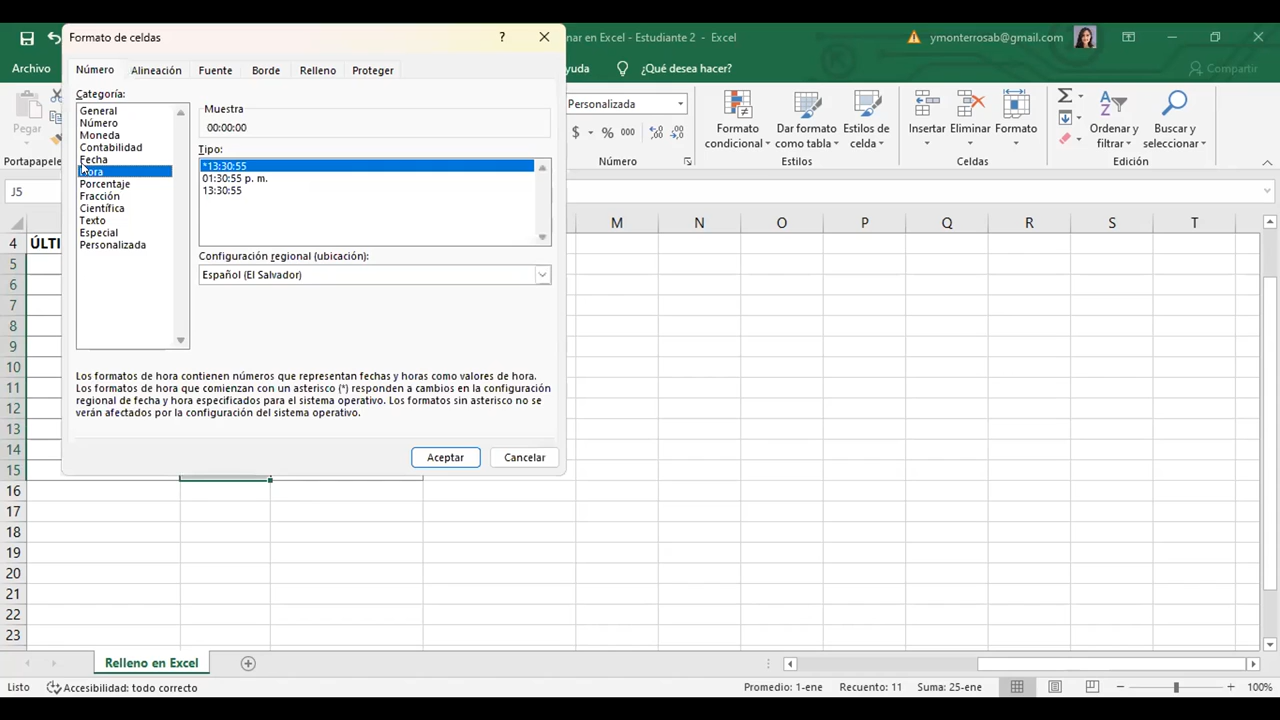 Formato de celdas
nar en Excel - Estudiante 2 - Excel
ymonterrosab@gmail.com
Archivo
yuda
¿Qué desea hacer?
Compartir
Número
Alineación
Fuente
Borde
Relleno
Proteger
Categoría:
General
Número
Moneda
Contabilidad
Fecha
Hora
Porcentaje
Fracción
Científica
Texto
Especial
Personalizada
Muestra
00:00:00
Tipo:
*13:30:55
01:30:55 p. m.
13:30:55
Configuración regional (ubicación):
Español (El Salvador)
Los formatos de hora contienen números que representan fechas y horas como valores de hora.
Los formatos de hora que comienzan con un asterisco (*) responden a cambios en la configuración
regional de fecha y hora especificados para el sistema operativo. Los formatos sin asterisco no se
verán afectados por la configuración del sistema operativo.
Aceptar
Cancelar
Pegar
Portapapeles
Personalizada
$ % 000
Número
Formato condicional
Dar formato como tabla
Estilos de celda
Estilos
Insertar
Eliminar
Formato
Celdas
Ordenar y filtrar
Buscar y seleccionar
Edición
J5
M N O P Q R S T
4 ÚLTI
5
6
7
8
9
10
11
12
13
14
15
16
17
18
19
20
21
22
23
Relleno en Excel
Listo
Accesibilidad: todo correcto
Promedio: 1-ene
Recuento: 11
Suma: 25-ene
100%